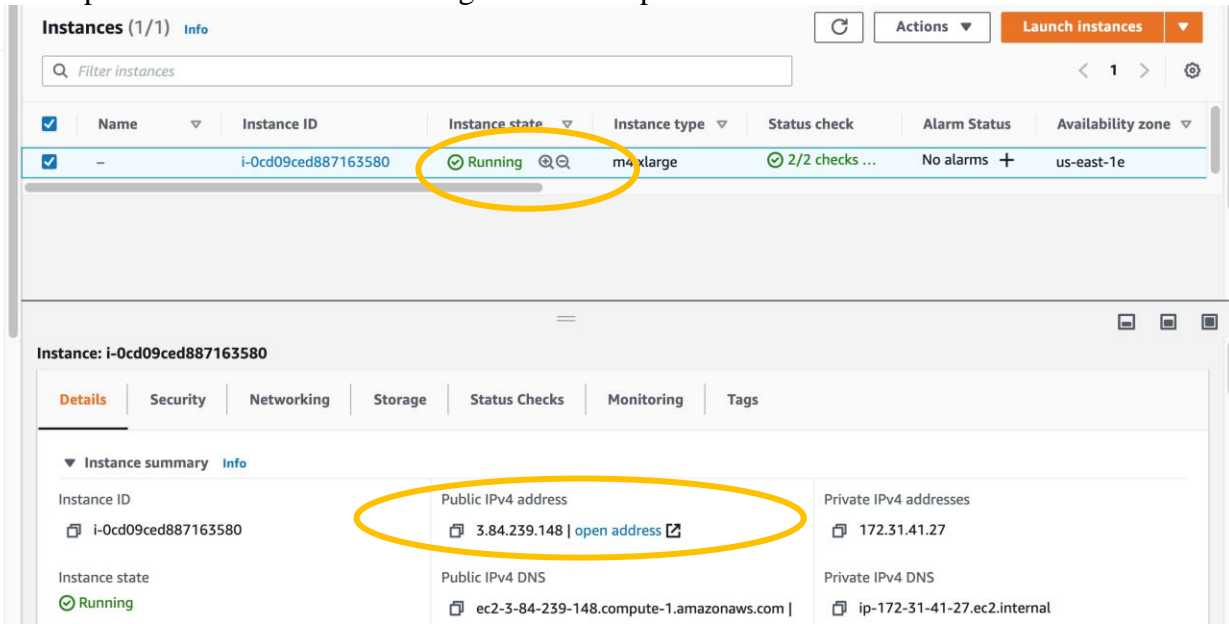 Instances (1/1) Info
Actions
Launch instances
Filter instances
1
Name Instance ID Instance state Instance type Status check Alarm Status Availability zone
– i-0cd09ced887163580 Running m4.xlarge 2/2 checks ... No alarms + us-east-1e
Instance: i-0cd09ced887163580
Details Security Networking Storage Status Checks Monitoring Tags
Instance summary Info
Instance ID Public IPv4 address Private IPv4 addresses
i-0cd09ced887163580 3.84.239.148 | open address 172.31.41.27
Instance state Public IPv4 DNS Private IPv4 DNS
Running ec2-3-84-239-148.compute-1.amazonaws.com | ip-172-31-41-27.ec2.internal